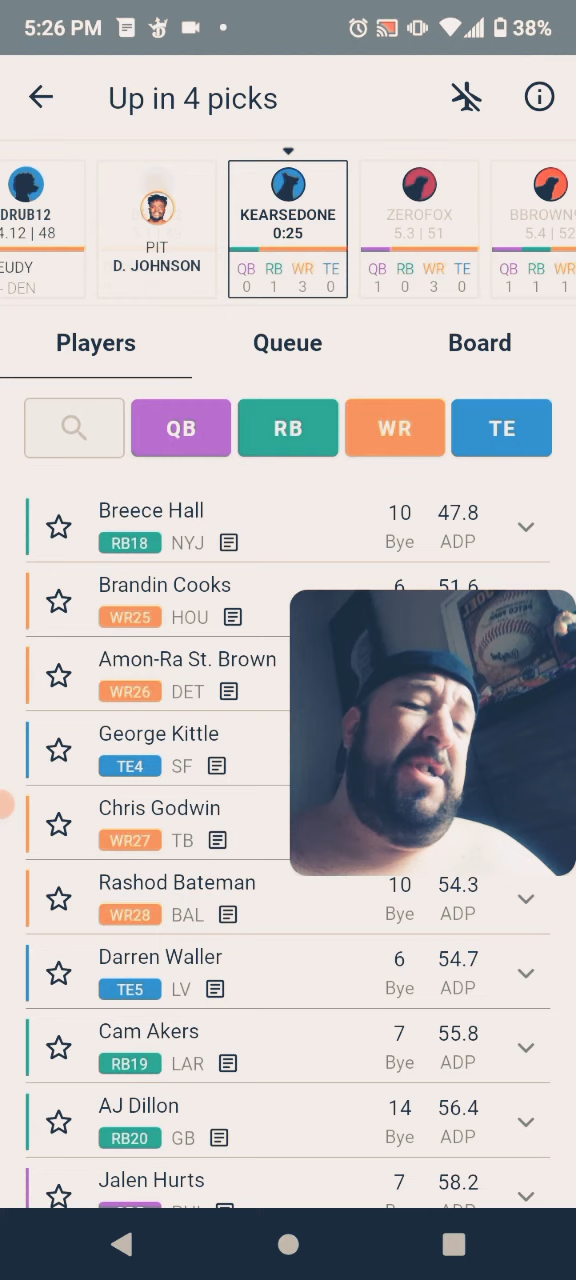 5:26 PM
38%
Up in 4 picks
DRUB12
4.12 | 48
EUDY
- DEN
PIT
D. JOHNSON
KEARSEDONE
0:25
QB RB WR TE
0 1 3 0
ZEROFOX
5.3 | 51
QB RB WR TE
1 0 3 0
BBROWN
5.4 | 52
QB RB WR
1 1 1
Players
Queue
Board
QB
RB
WR
TE
Breece Hall
10 47.8
RB18 NYJ
Bye ADP
Brandin Cooks
6 51.6
WR25 HOU
Amon-Ra St. Brown
WR26 DET
George Kittle
TE4 SF
Chris Godwin
WR27 TB
Rashod Bateman
10 54.3
WR28 BAL
Bye ADP
Darren Waller
6 54.7
TE5 LV
Bye ADP
Cam Akers
7 55.8
RB19 LAR
Bye ADP
AJ Dillon
14 56.4
RB20 GB
Bye ADP
Jalen Hurts
7 58.2